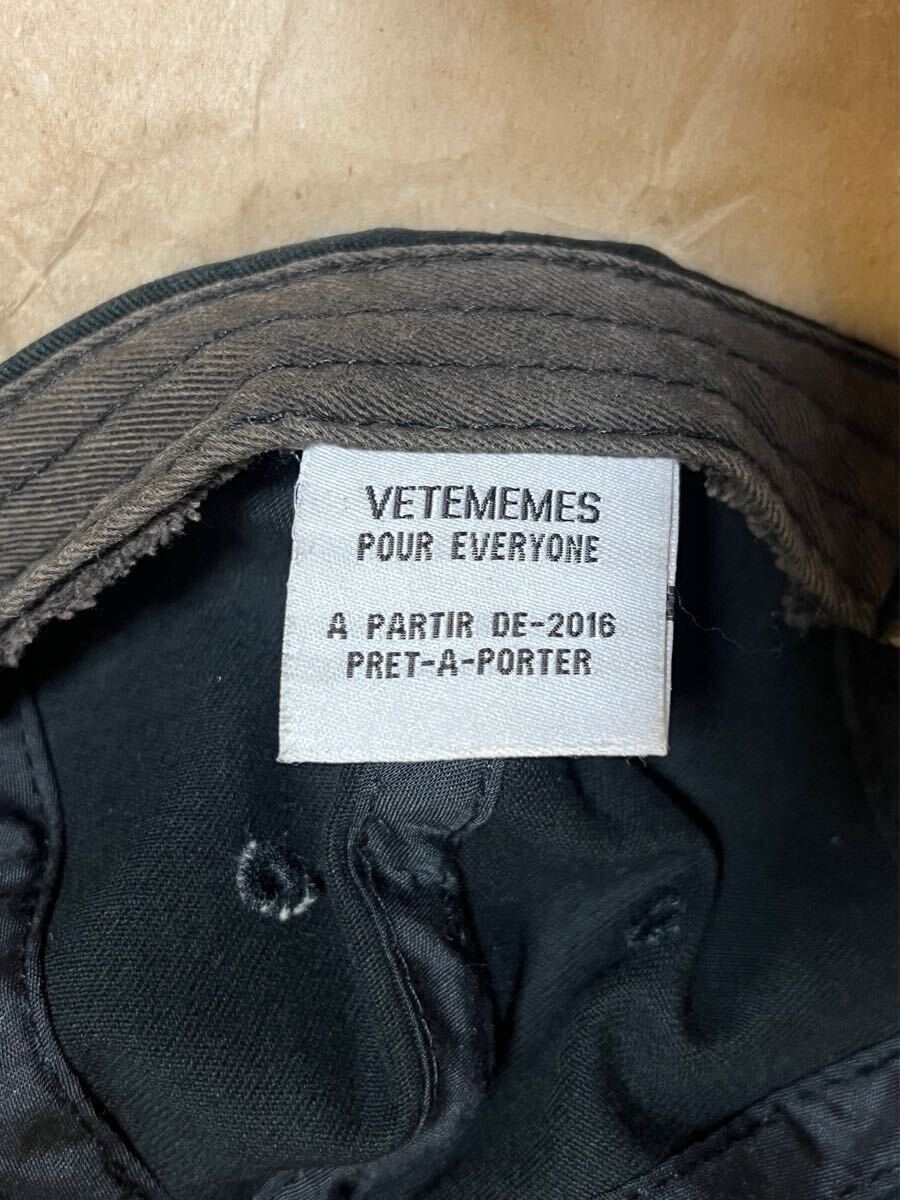 VETEMEMES
POUR EVERYONE
A PARTIR DE-2016
PRET-A-PORTER